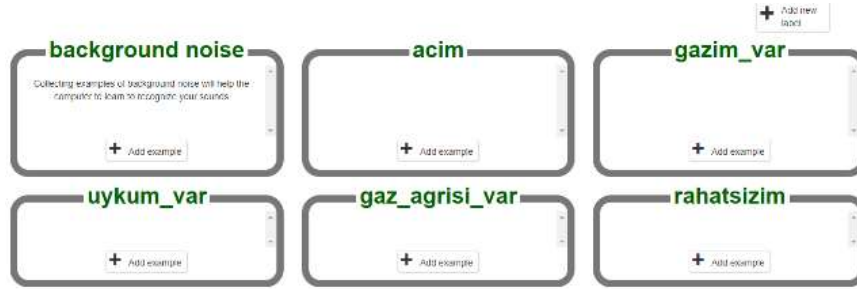 Add new
label
background noise
acim
gazim_var
Collecting examples of background noise will help the
computer to learn to recognize your sounds
Add example
Add example
Add example
uykum_var
gaz_agrisi_var
rahatsizim
Add example
Add example
Add example